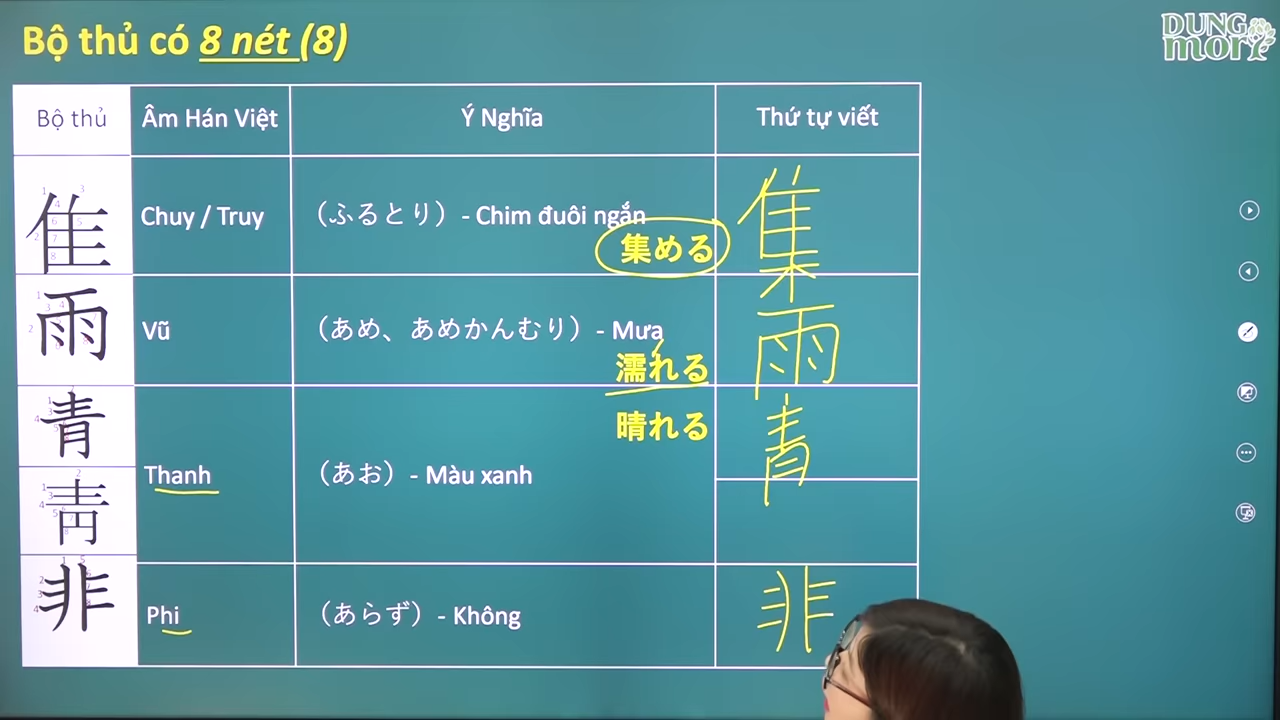 Bộ thủ có 8 nét (8)
DUNG
mori
Bộ thủ Âm Hán Việt Ý Nghĩa Thứ tự viết
隹 Chuy / Truy （ふるとり）- Chim đuôi ngắn 集
集める
雨 Vũ （あめ、あめかんむり）- Mưa 雨
濡れる
晴れる
青 青
靑 Thanh （あお）- Màu xanh
非 Phi （あらず）- Không 非